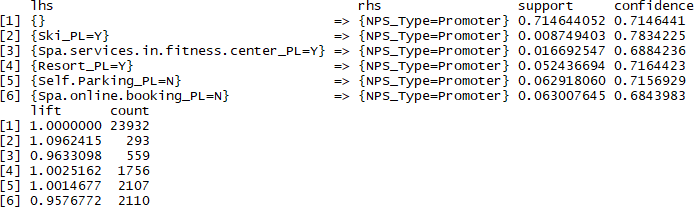 lhs rhs support confidence
[1] {} => {NPS_Type=Promoter} 0.714644052 0.7146441
[2] {Ski_PL=Y} => {NPS_Type=Promoter} 0.008749403 0.7834225
[3] {Spa.services.in.fitness.center_PL=Y} => {NPS_Type=Promoter} 0.016692547 0.6884236
[4] {Resort_PL=Y} => {NPS_Type=Promoter} 0.052436694 0.7164423
[5] {Self.Parking_PL=N} => {NPS_Type=Promoter} 0.062918060 0.7156929
[6] {Spa.online.booking_PL=N} => {NPS_Type=Promoter} 0.063007645 0.6843983
lift count
[1] 1.0000000 23932
[2] 1.0962415 293
[3] 0.9633098 559
[4] 1.0025162 1756
[5] 1.0014677 2107
[6] 0.9576772 2110